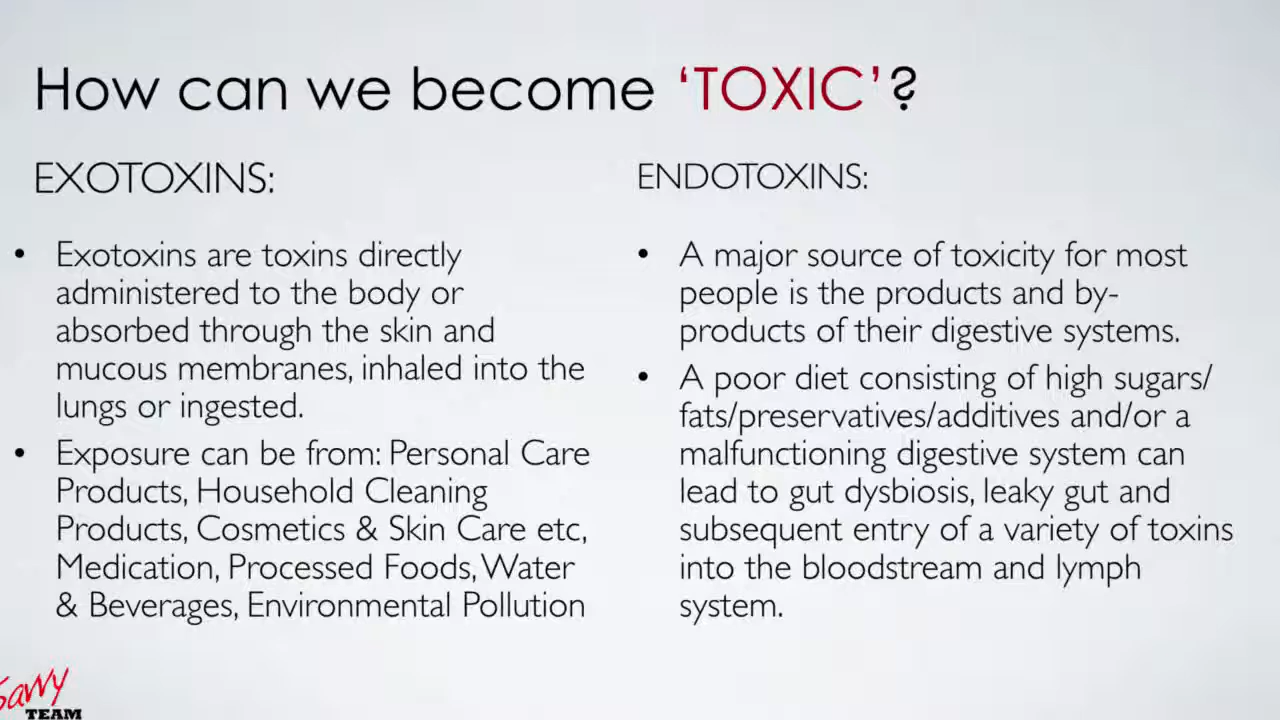 How can we become ‘TOXIC’?
EXOTOXINS:
• Exotoxins are toxins directly
administered to the body or
absorbed through the skin and
mucous membranes, inhaled into the
lungs or ingested.
• Exposure can be from: Personal Care
Products, Household Cleaning
Products, Cosmetics & Skin Care etc,
Medication, Processed Foods, Water
& Beverages, Environmental Pollution
ENDOTOXINS:
• A major source of toxicity for most
people is the products and by-
products of their digestive systems.
• A poor diet consisting of high sugars/
fats/preservatives/additives and/or a
malfunctioning digestive system can
lead to gut dysbiosis, leaky gut and
subsequent entry of a variety of toxins
into the bloodstream and lymph
system.
Savvy
TEAM